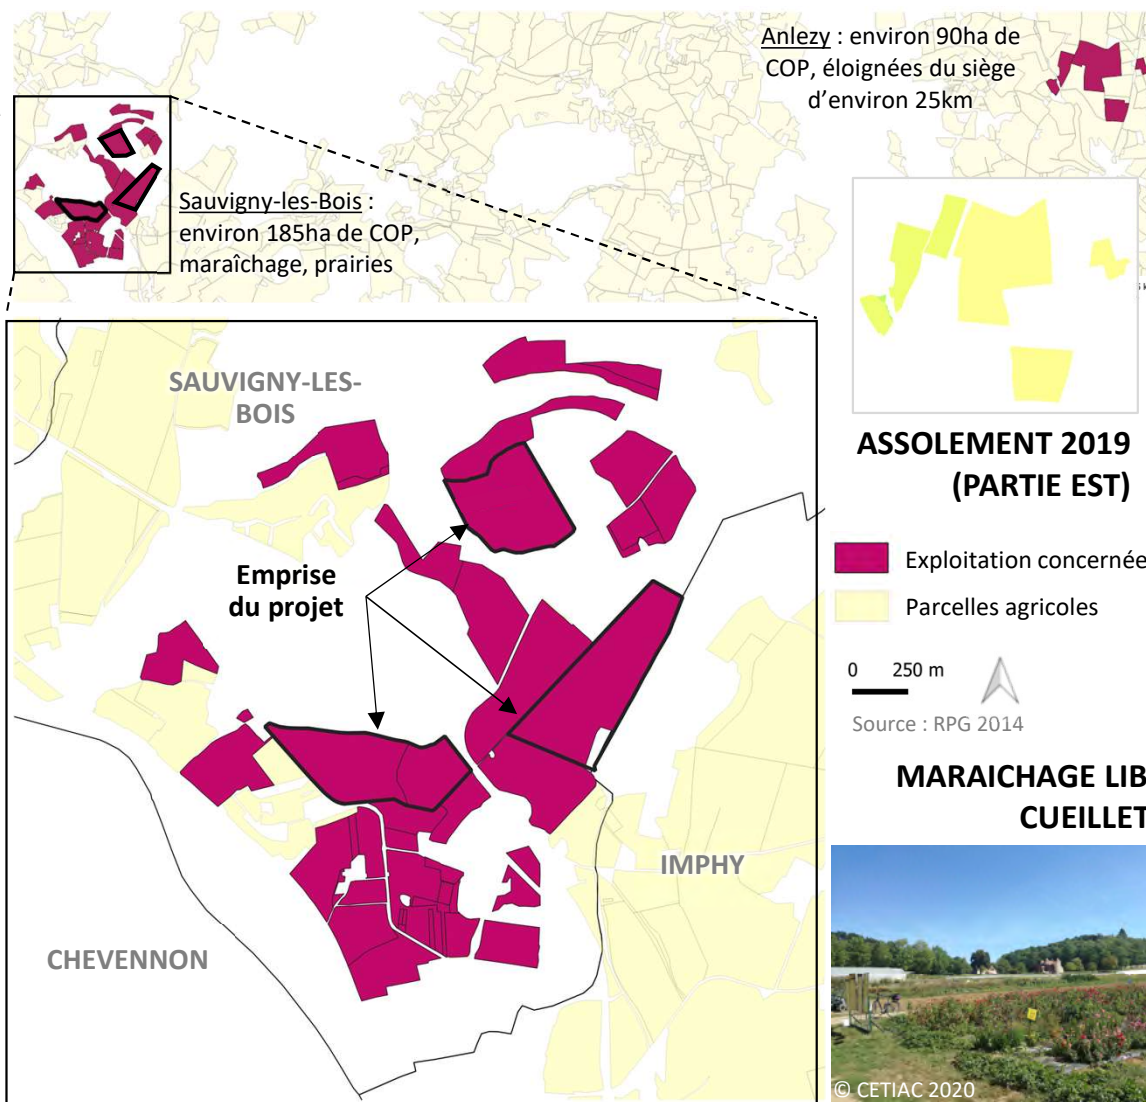 Anlezy : environ 90ha de
COP, éloignées du siège
d’environ 25km
Sauvigny-les-Bois :
environ 185ha de COP,
maraîchage, prairies
SAUVIGNY-LES-
BOIS
Emprise
du projet
IMPHY
CHEVENNON
ASSOLEMENT 2019
(PARTIE EST)
Exploitation concernée
Parcelles agricoles
0 250 m
Source : RPG 2014
MARAICHAGE LIB
CUEILLET
© CETIAC 2020